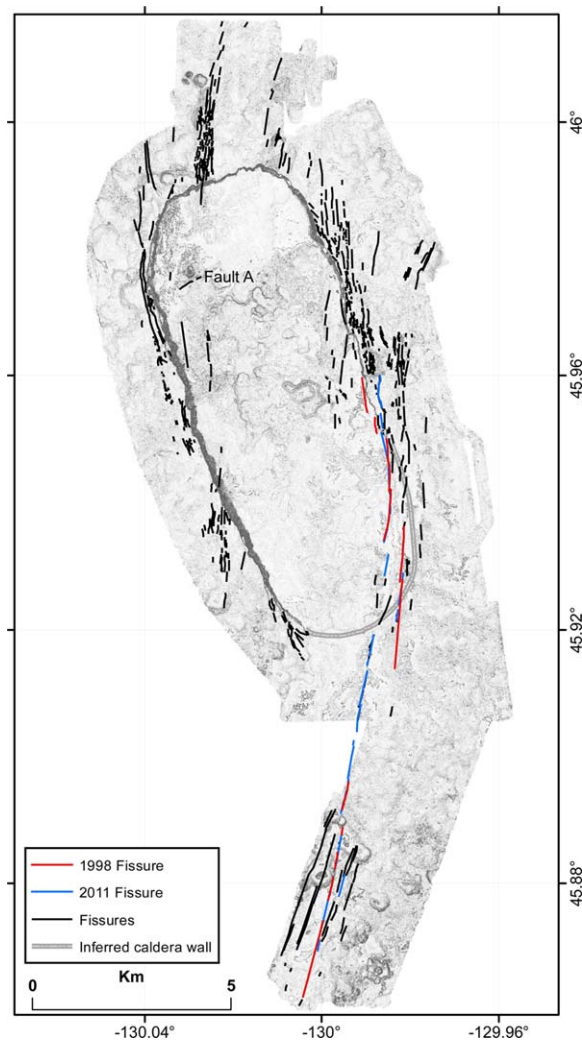 46°
Fault A
45.96
45.92
45.88
1998 Fissure
2011 Fissure
Fissures
Inferred caldera wall
Km
0 5
-130.04° -130° -129.96°